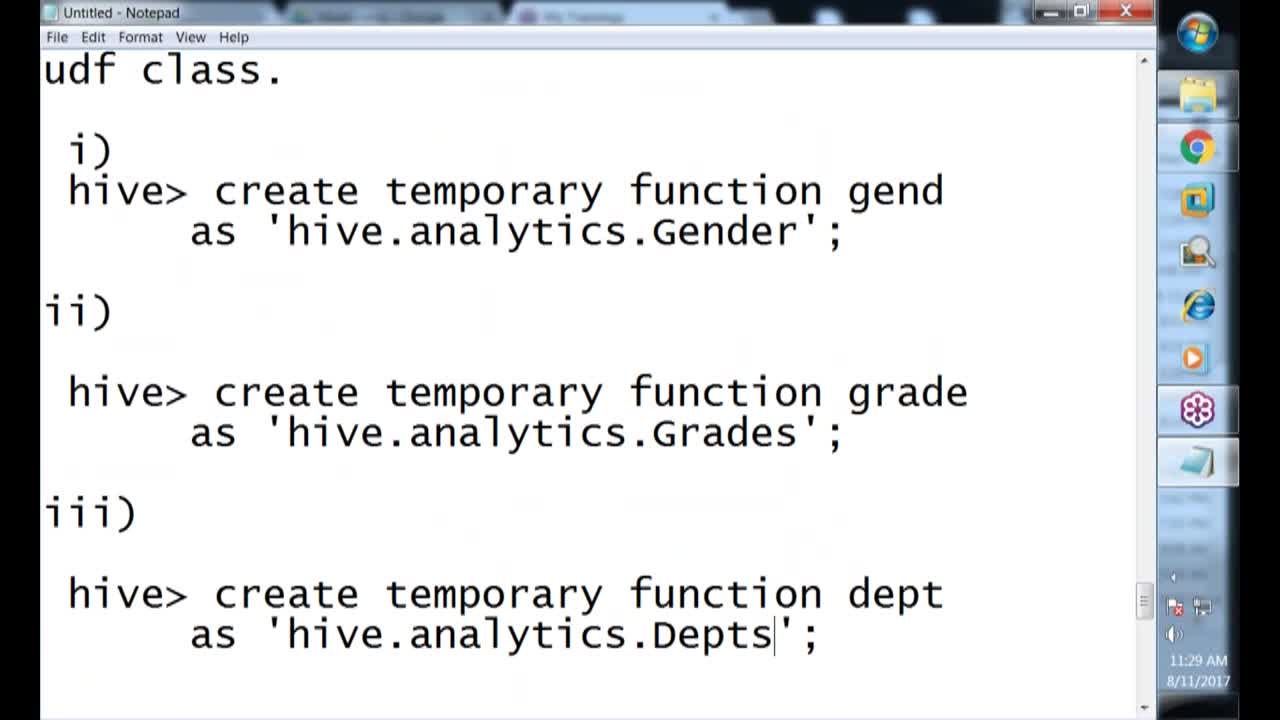 Untitled - Notepad
File Edit Format View Help
udf class.
i)
hive> create temporary function gend
as 'hive.analytics.Gender';
ii)
hive> create temporary function grade
as 'hive.analytics.Grades';
iii)
hive> create temporary function dept
as 'hive.analytics.Depts';
11:29 AM
8/11/2017